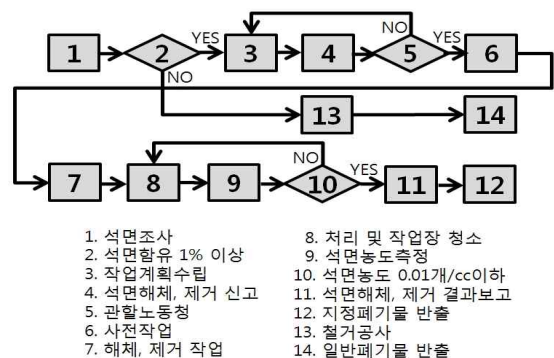 NO
1
2
YES
3
4
5
YES
6
NO
13
14
NO
7
8
9
10
YES
11
12
1. 석면조사
2. 석면함유 1% 이상
3. 작업계획수립
4. 석면해체, 제거 신고
5. 관할노동청
6. 사전작업
7. 해체, 제거 작업
8. 처리 및 작업장 청소
9. 석면농도측정
10. 석면농도 0.01개/cc이하
11. 석면해체, 제거 결과보고
12. 지정폐기물 반출
13. 철거공사
14. 일반폐기물 반출